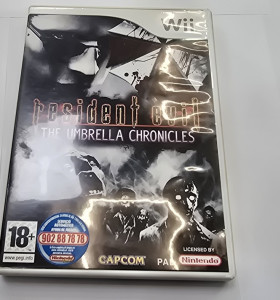 Wii
resident evil
THE UMBRELLA CHRONICLES
18+
www.pegi.info
902 88 78 78
Nintendo
CAPCOM
PAL
LICENSED BY
Nintendo